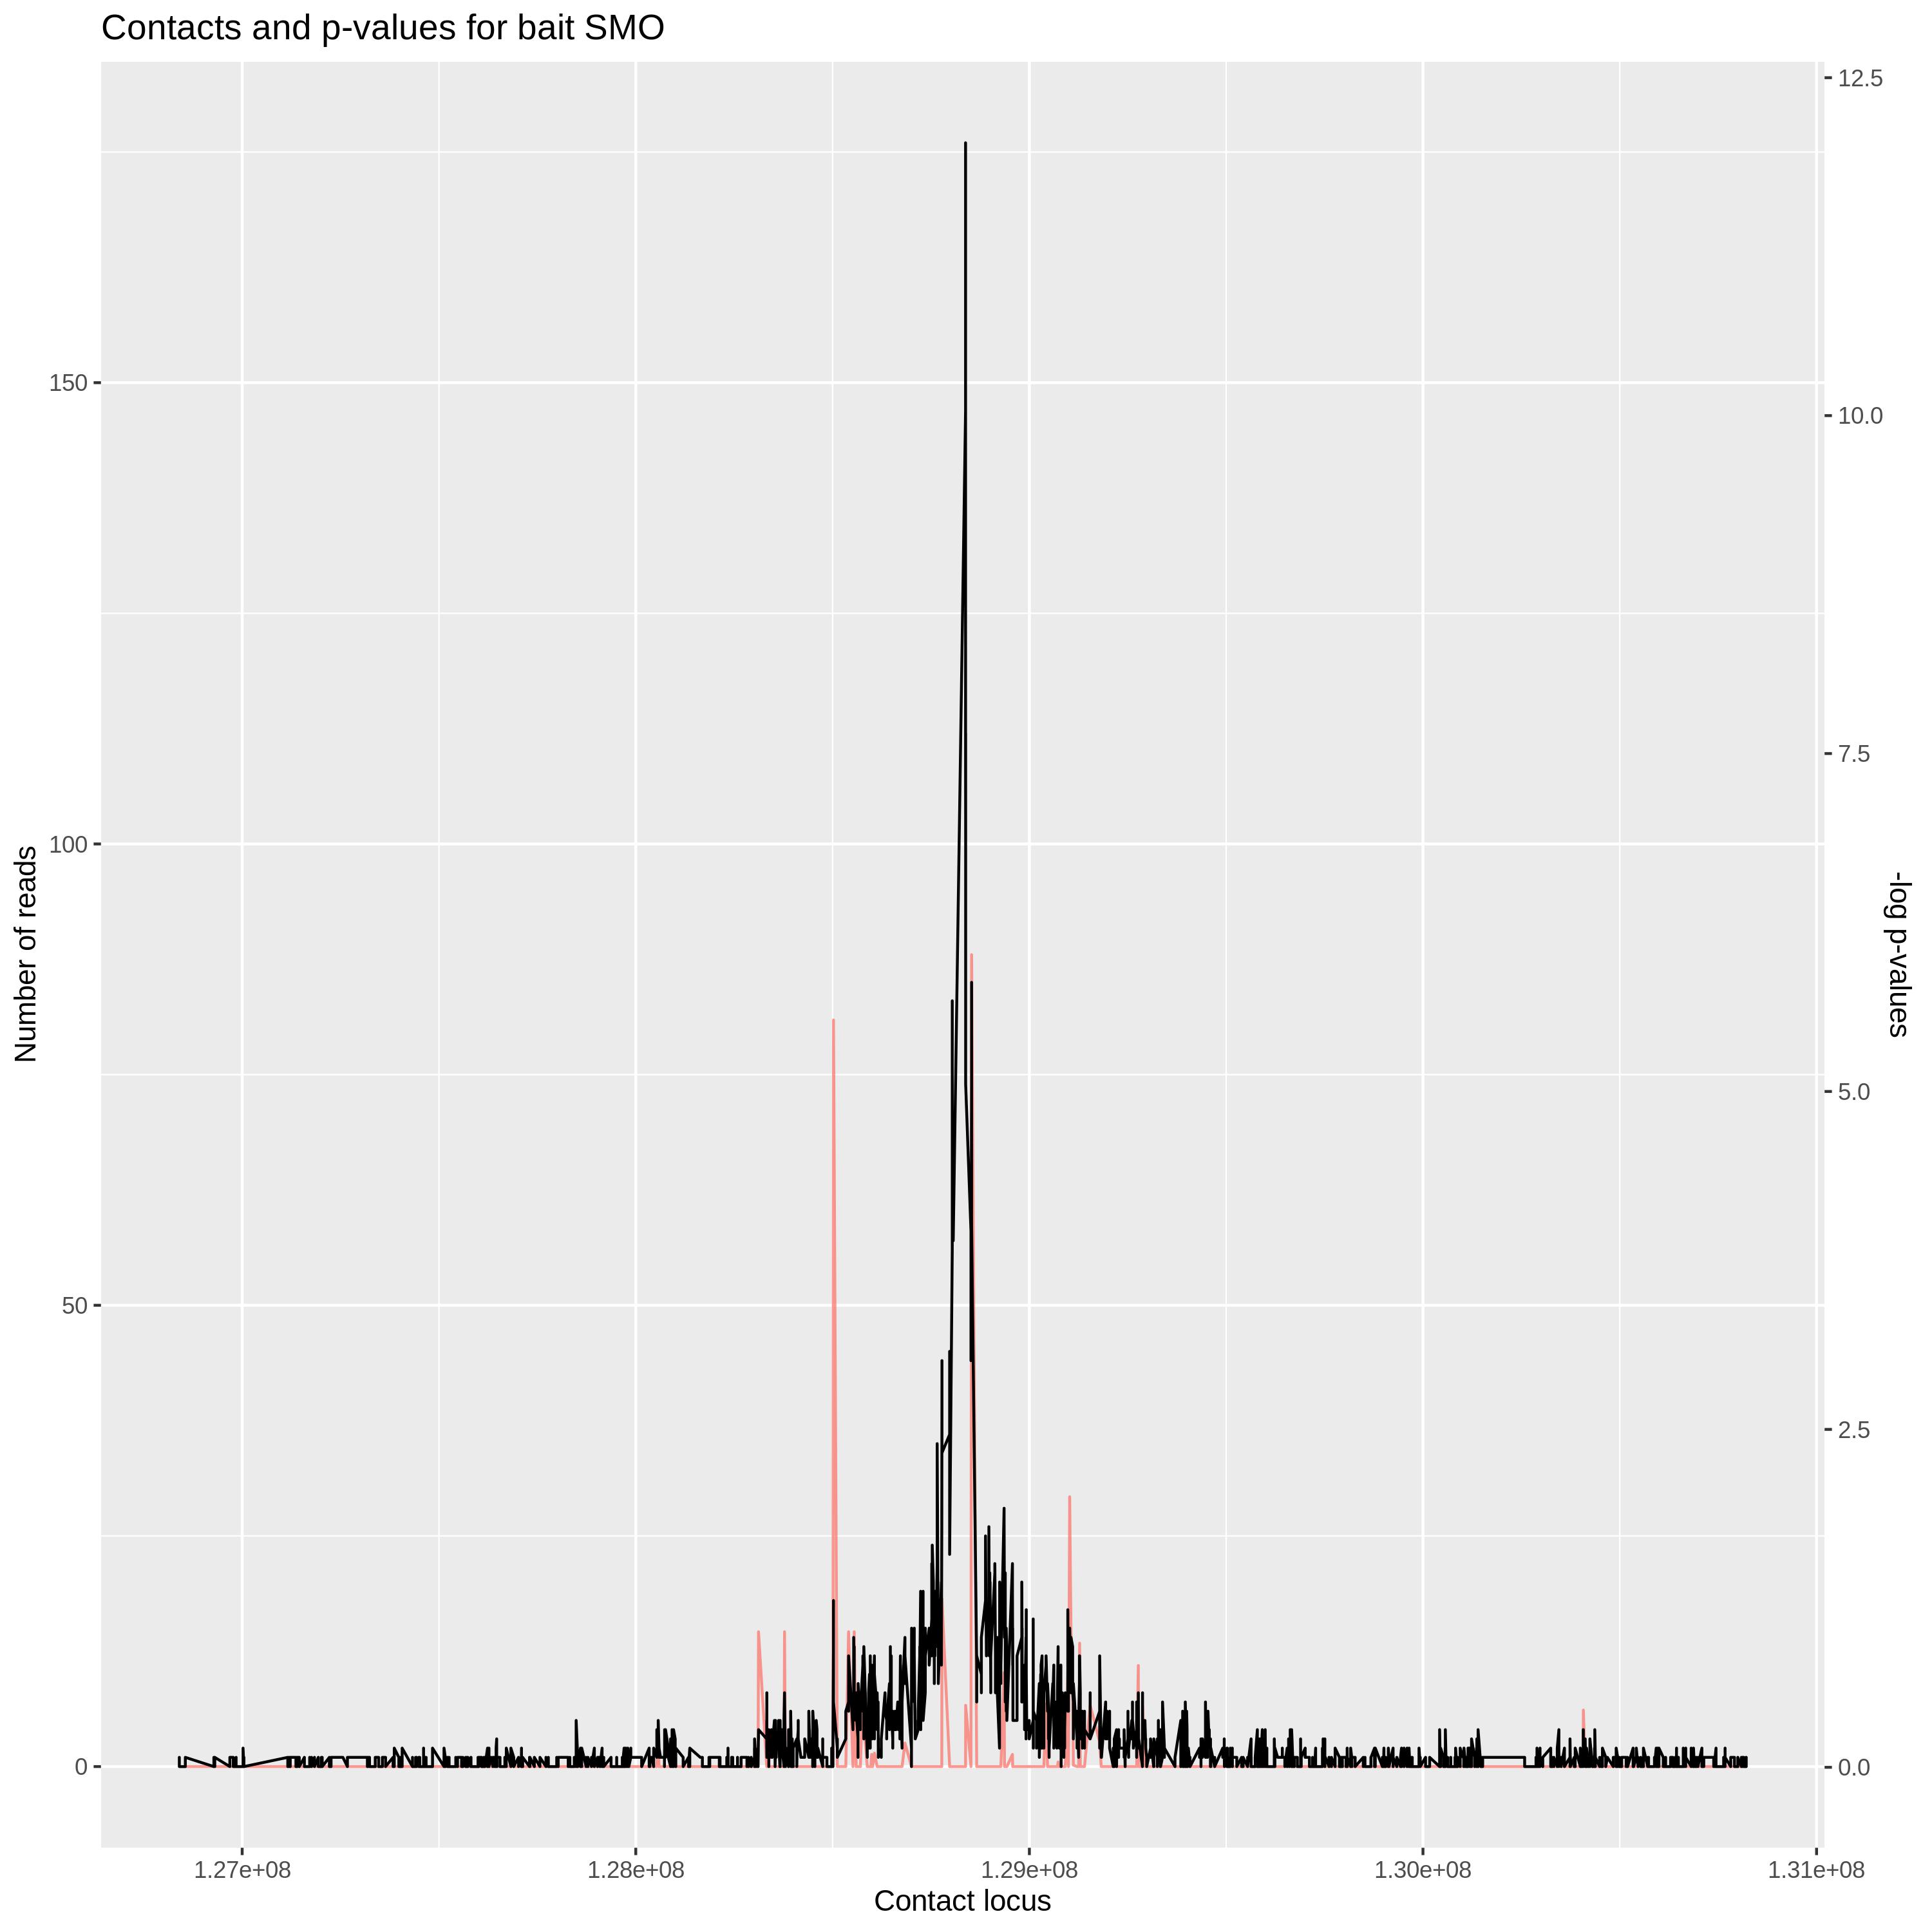 Contacts and p-values for bait SMO
12.5
10.0
7.5
5.0
2.5
0.0
150
100
50
0
Number of reads
-log p-values
1.27e+08
1.28e+08
1.29e+08
1.30e+08
1.31e+08
Contact locus